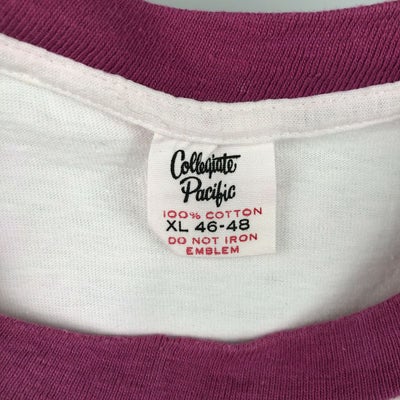 Collegiate
Pacific
100% COTTON
XL 46-48
DO NOT IRON
EMBLEM